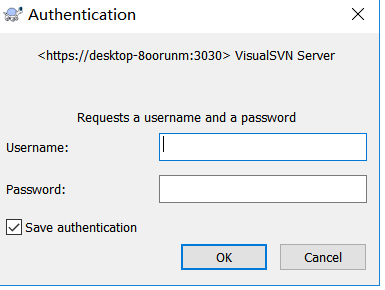 Authentication
<https://desktop-8oorunm:3030> VisualSVN Server
Requests a username and a password
Username:
Password:
Save authentication
OK
Cancel